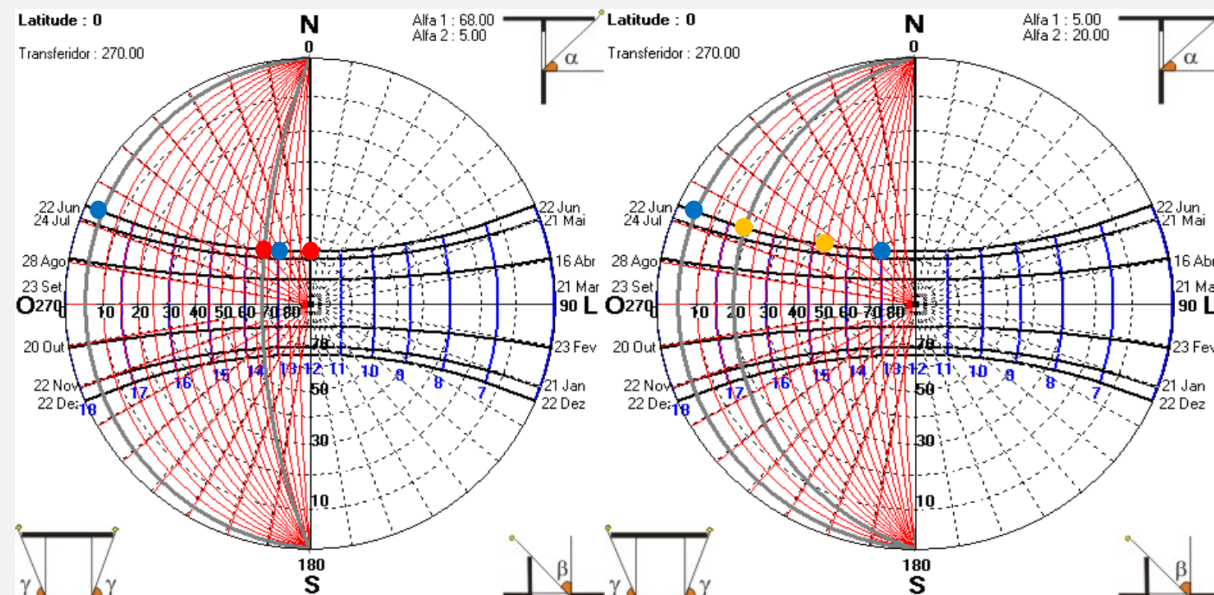 Latitude : 0
Transferidor : 270.00
N
0
Alfa 1 : 68.00
Alfa 2 : 5.00
α
22 Jun
24 Jul
28 Ago
23 Set
O 270
10 20 30 40 50 60 70 80
20 Out
22 Nov
22 Dez
22 Jun
21 Mai
16 Abr
21 Mar
90 L
23 Fev
21 Jan
22 Dez
18 17 16 15 14 13 12 11 10 9 8 7
70
50
30
10
180
S
γ γ
β
Latitude : 0
Transferidor : 270.00
N
0
Alfa 1 : 5.00
Alfa 2 : 20.00
α
22 Jun
24 Jul
28 Ago
23 Set
O 270
10 20 30 40 50 60 70 80
20 Out
22 Nov
22 Dez
22 Jun
21 Mai
16 Abr
21 Mar
90 L
23 Fev
21 Jan
22 Dez
18 17 16 15 14 13 12 11 10 9 8 7
70
50
30
10
180
S
γ γ
β